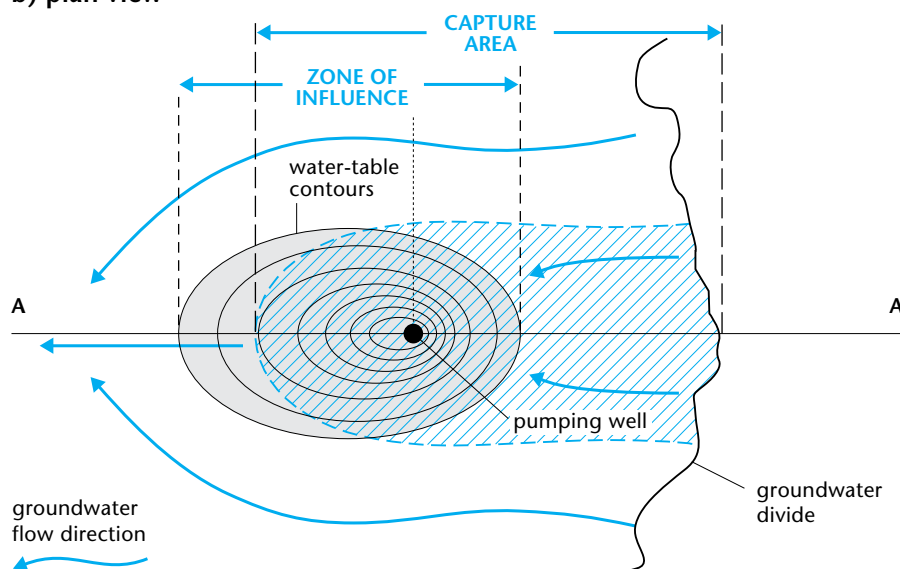 b) plan view
CAPTURE
AREA
ZONE OF
INFLUENCE
water-table
contours
A
A
pumping well
groundwater
divide
groundwater
flow direction